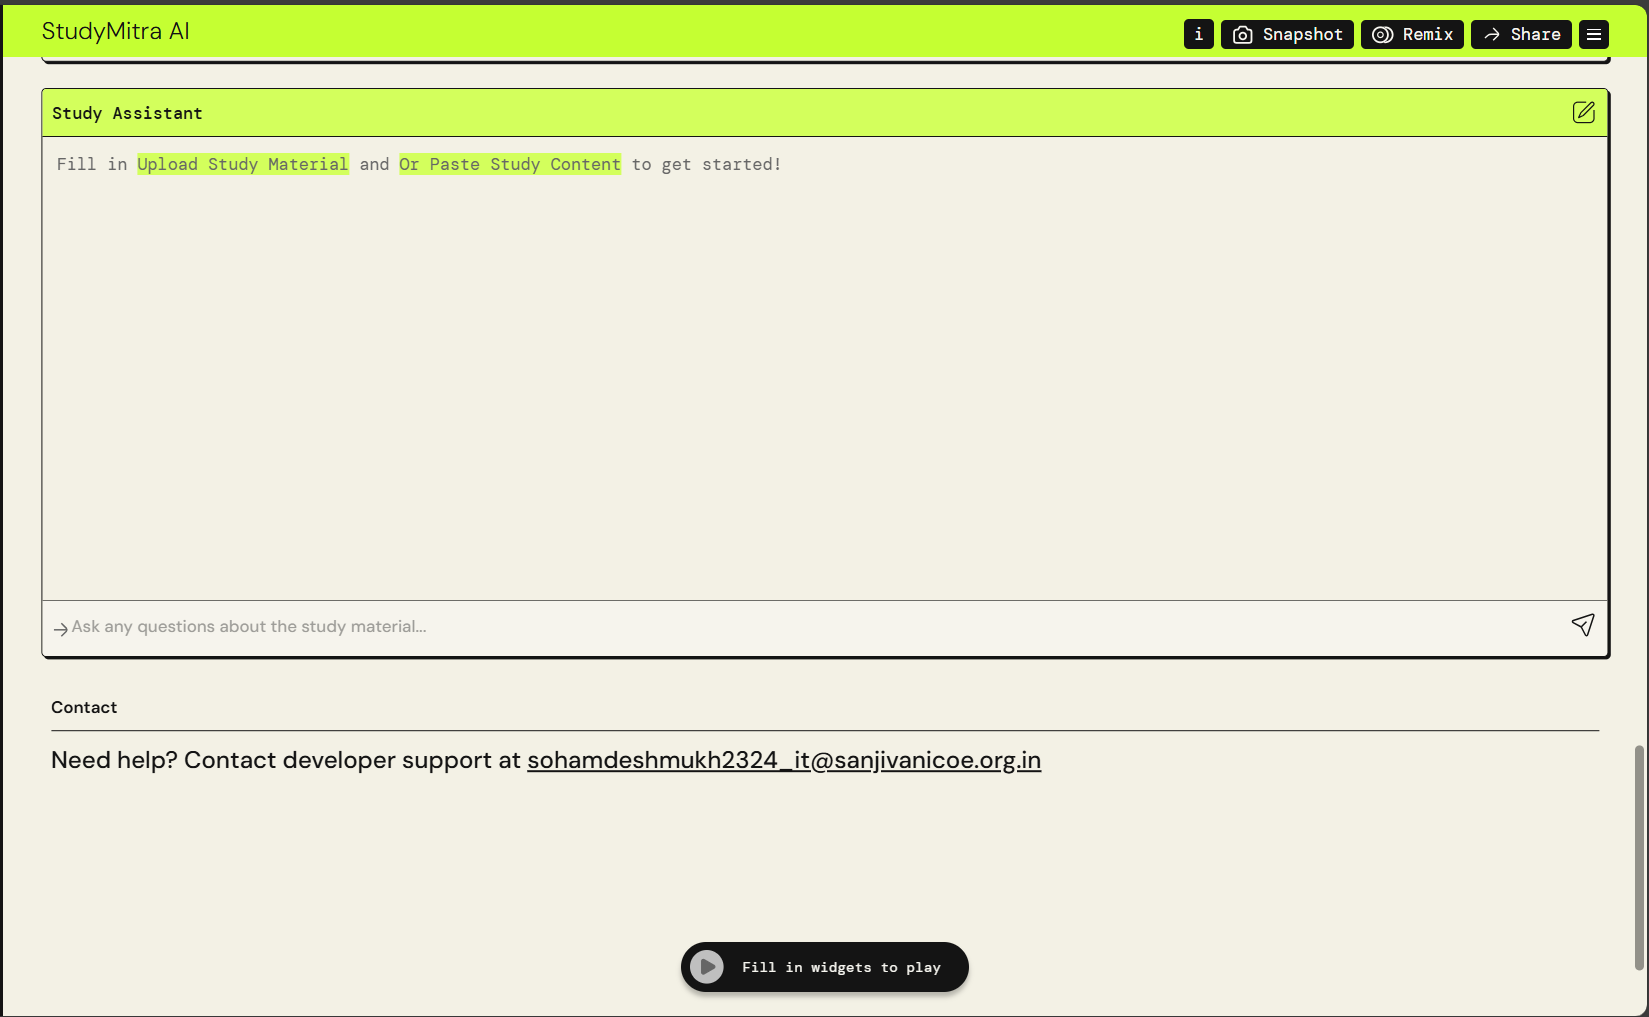 StudyMitra AI
i Snapshot Remix Share
Study Assistant
Fill in Upload Study Material and Or Paste Study Content to get started!
Ask any questions about the study material...
Contact
Need help? Contact developer support at sohamdeshmukh2324_it@sanjivanicoe.org.in
Fill in widgets to play